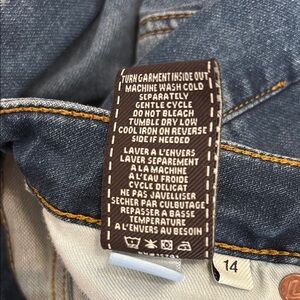 TURN GARMENT INSIDE OUT
MACHINE WASH COLD
SEPARATELY
GENTLE CYCLE
DO NOT BLEACH
TUMBLE DRY LOW
COOL IRON ON REVERSE
SIDE IF NEEDED
LAVER A L'ENVERS
LAVER SEPAREMENT
A LA MACHINE
A L'EAU FROIDE
CYCLE DELICAT
NE PAS JAVELLISER
SECHER PAR CULBUTAGE
REPASSER A BASSE
TEMPERATURE
A L'ENVERS AU BESOIN
14